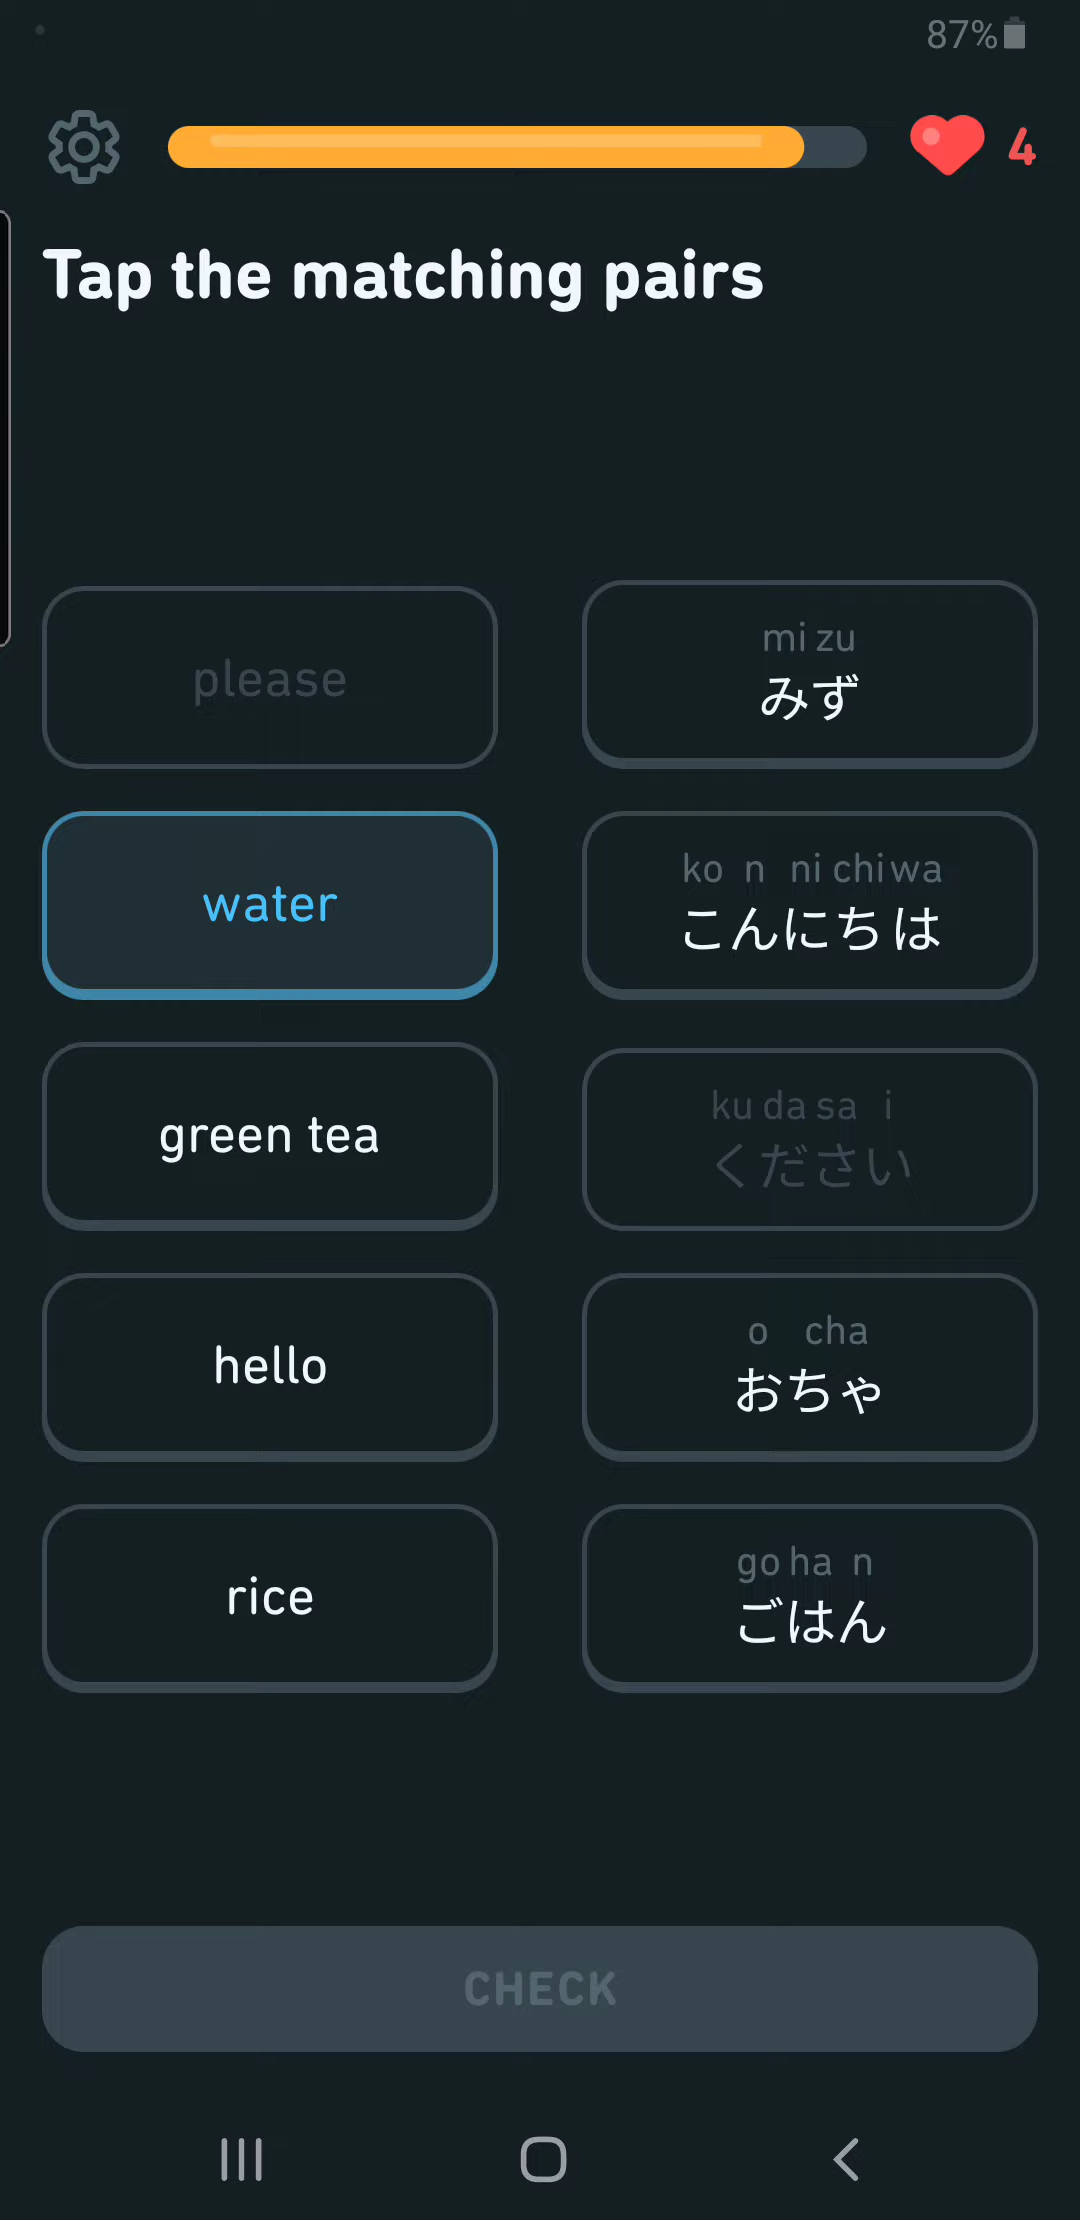 87%
4
Tap the matching pairs
please
mi zu
みず
water
ko n ni chi wa
こんにちは
green tea
ku da sa i
ください
hello
o cha
おちゃ
rice
go ha n
ごはん
CHECK